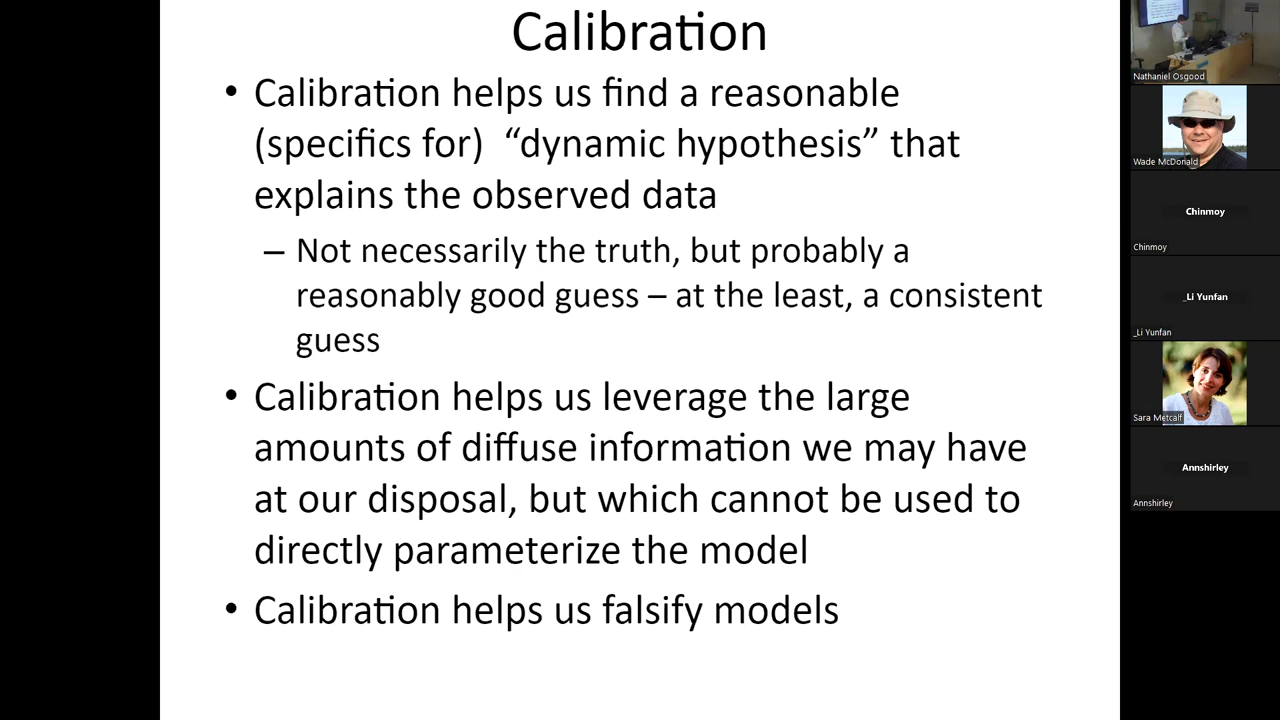 Calibration
• Calibration helps us find a reasonable
(specifics for) “dynamic hypothesis” that
explains the observed data
– Not necessarily the truth, but probably a
reasonably good guess – at the least, a consistent
guess
• Calibration helps us leverage the large
amounts of diffuse information we may have
at our disposal, but which cannot be used to
directly parameterize the model
• Calibration helps us falsify models
Nathaniel Osgood
Wade McDonald
Chinmoy
Chinmoy
_Li Yunfan
_Li Yunfan
Sara Metcalf
Annshirley
Annshirley